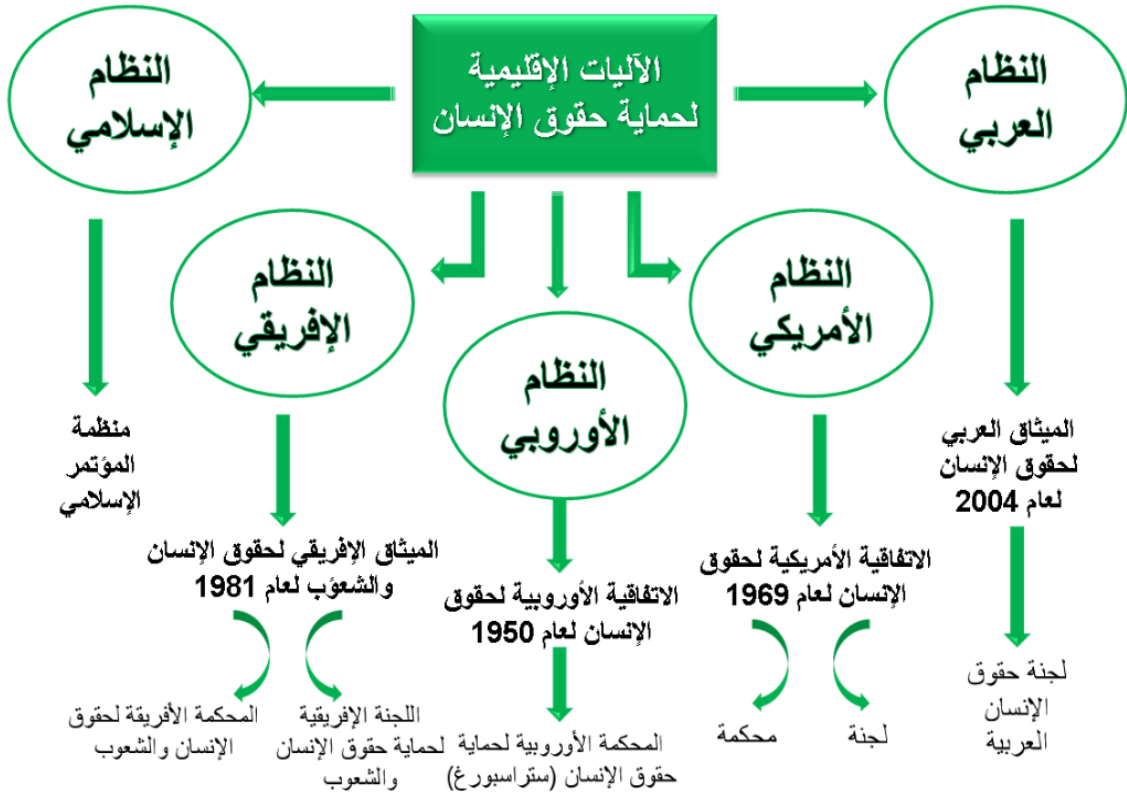 الآليات الإقليمية
لحماية حقوق الإنسان
النظام
العربي
النظام
الإسلامي
النظام
الأمريكي
النظام
الإفريقي
النظام
الأوروبي
الميثاق العربي
لحقوق الإنسان
لعام 2004
لجنة حقوق
الإنسان
العربية
الاتفاقية الأمريكية لحقوق
الإنسان لعام 1969
لجنة
محكمة
الاتفاقية الأوروبية لحقوق
الإنسان لعام 1950
المحكمة الأوروبية لحماية
حقوق الإنسان (ستراسبورغ)
الميثاق الإفريقي لحقوق الإنسان
والشعؤب لعام 1981
اللجنة الإفريقية
لحماية حقوق الإنسان
والشعوب
المحكمة الأفريقة لحقوق
الإنسان والشعوب
منظمة
المؤتمر
الإسلامي